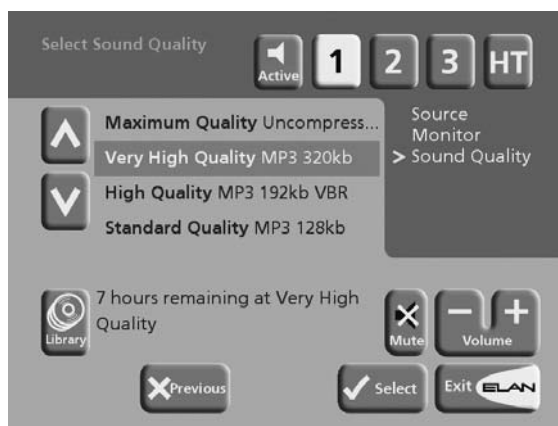 Select Sound Quality
Active
1
2
3
HT
Maximum Quality Uncompress...
Very High Quality MP3 320kb
High Quality MP3 192kb VBR
Standard Quality MP3 128kb
Source
Monitor
> Sound Quality
Library
7 hours remaining at Very High
Quality
Mute
Volume
Previous
Select
Exit ELAN